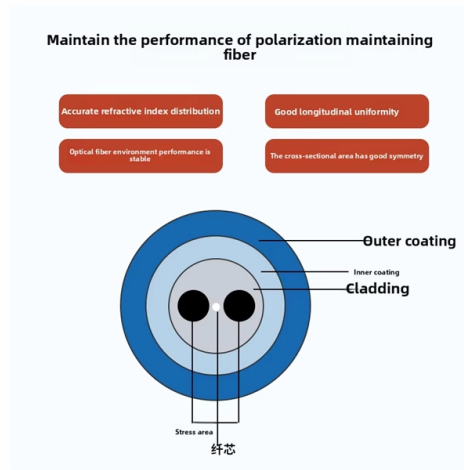 Maintain the performance of polarization maintaining
fiber
Accurate refractive index distribution
Good longitudinal uniformity
Optical fiber environment performance is
stable
The cross-sectional area has good symmetry
Outer coating
Inner coating
Cladding
Stress area
纤芯